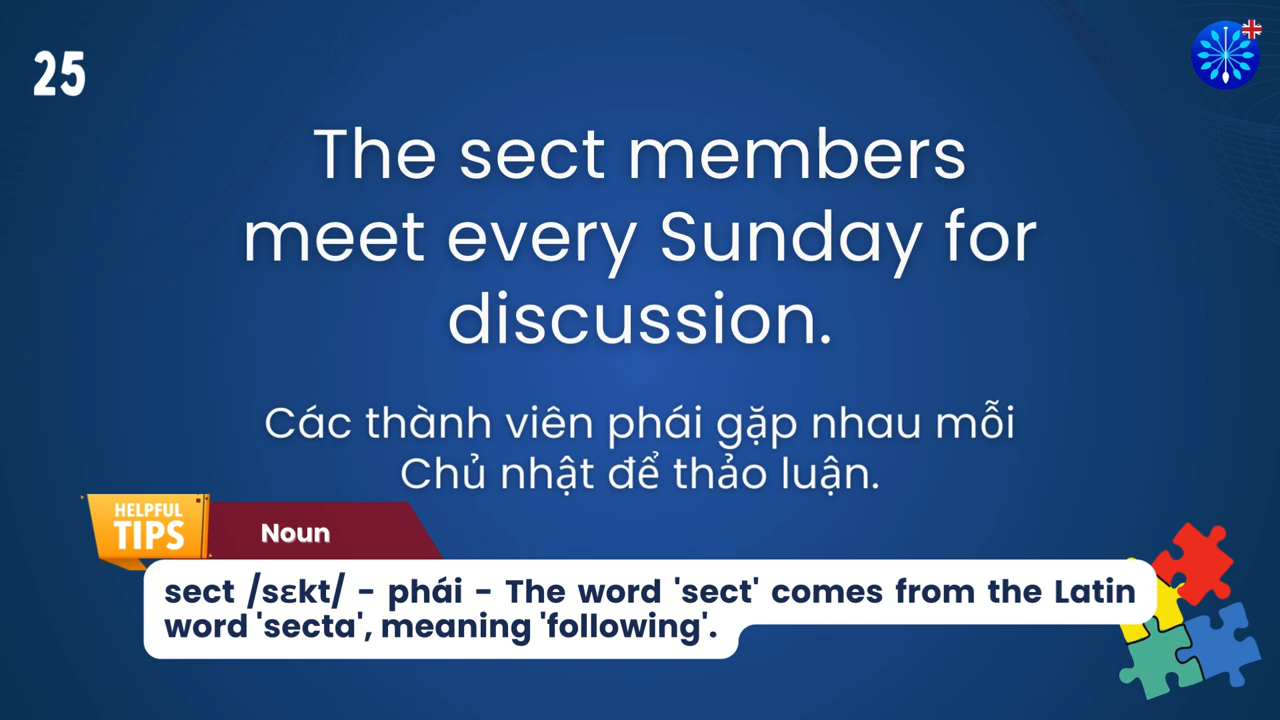 25
The sect members
meet every Sunday for
discussion.
Các thành viên phái gặp nhau mỗi
Chủ nhật để thảo luận.
HELPFUL
TIPS
Noun
sect /sɛkt/ - phái - The word 'sect' comes from the Latin
word 'secta', meaning 'following'.